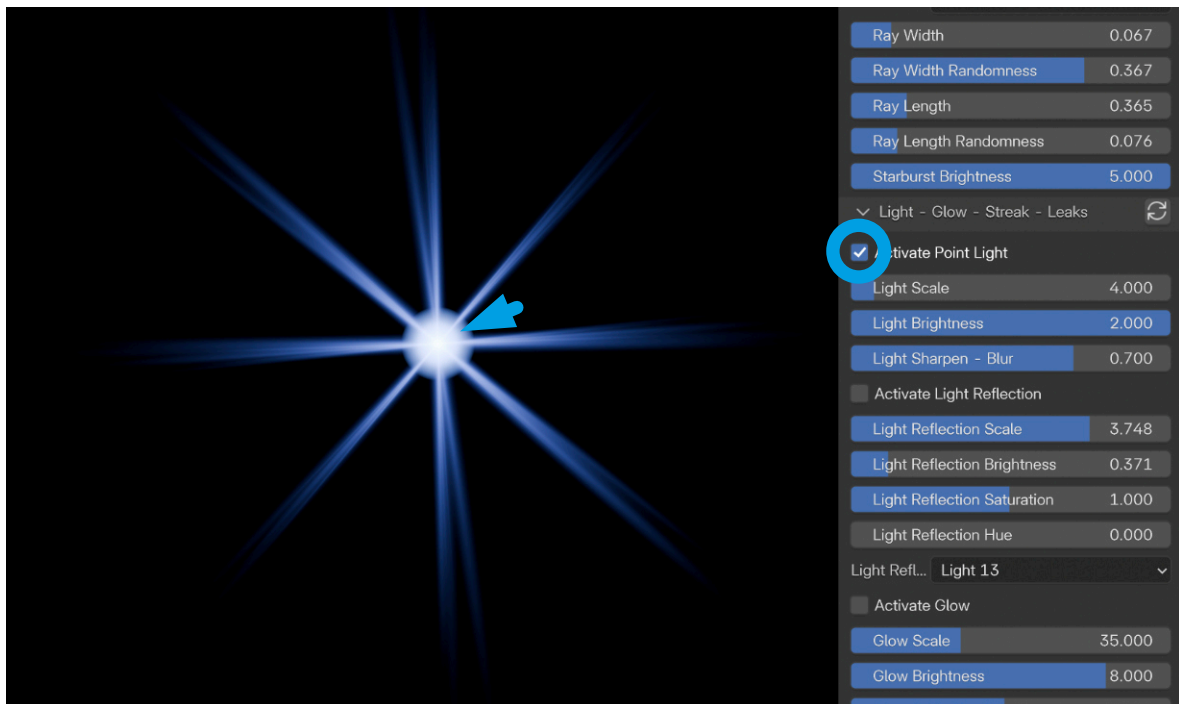 Ray Width 0.067
Ray Width Randomness 0.367
Ray Length 0.365
Ray Length Randomness 0.076
Starburst Brightness 5.000
Light - Glow - Streak - Leaks
Activate Point Light
Light Scale 4.000
Light Brightness 2.000
Light Sharpen - Blur 0.700
Activate Light Reflection
Light Reflection Scale 3.748
Light Reflection Brightness 0.371
Light Reflection Saturation 1.000
Light Reflection Hue 0.000
Light Refl... Light 13
Activate Glow
Glow Scale 35.000
Glow Brightness 8.000